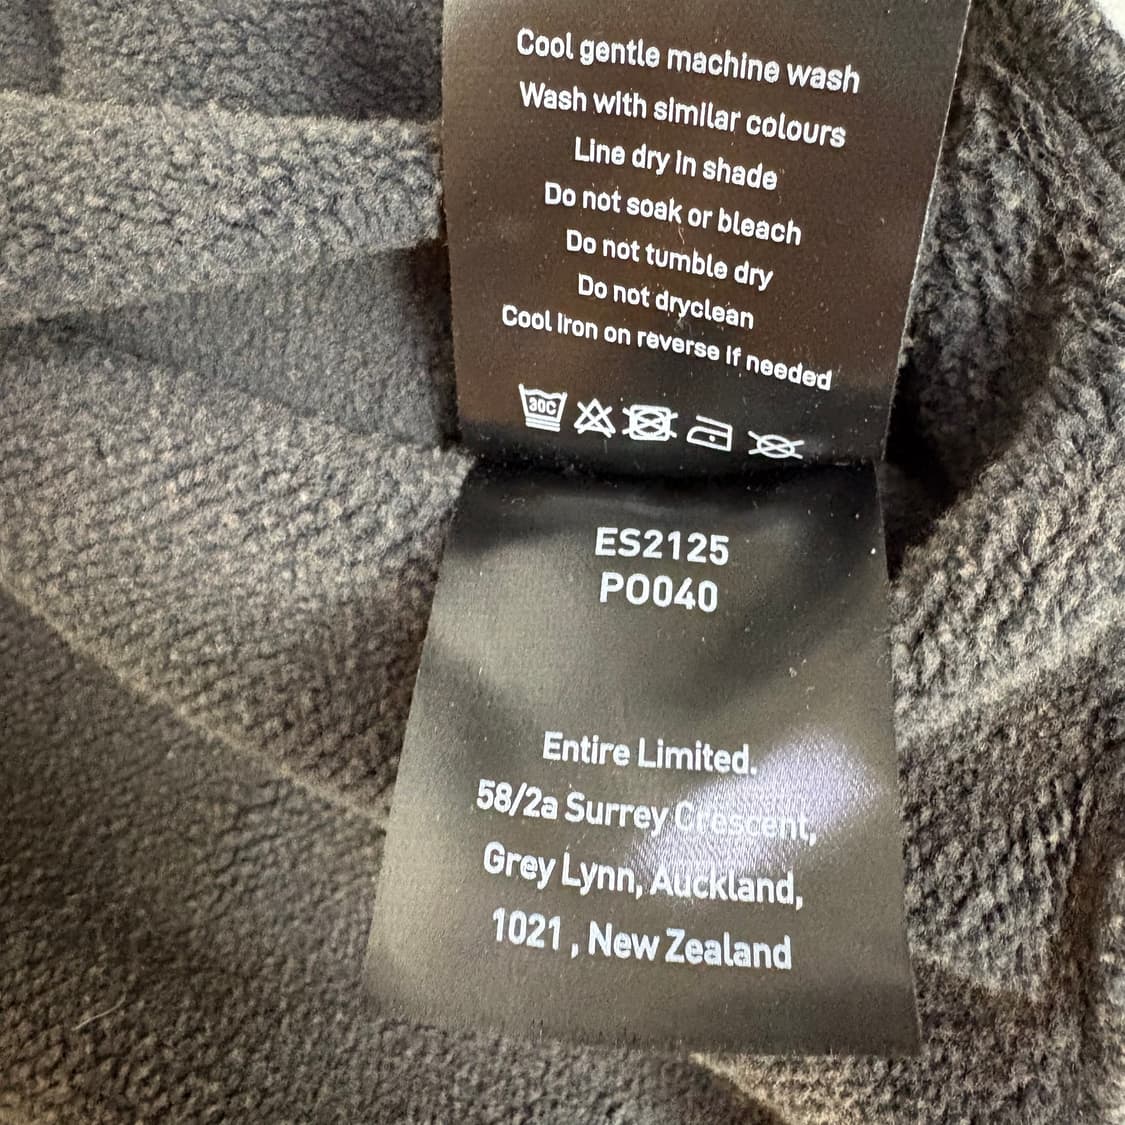 Cool gentle machine wash
Wash with similar colours
Line dry in shade
Do not soak or bleach
Do not tumble dry
Do not dryclean
Cool iron on reverse if needed
30C
ES2125
PO040
Entire Limited.
58/2a Surrey Crescent,
Grey Lynn, Auckland,
1021 , New Zealand